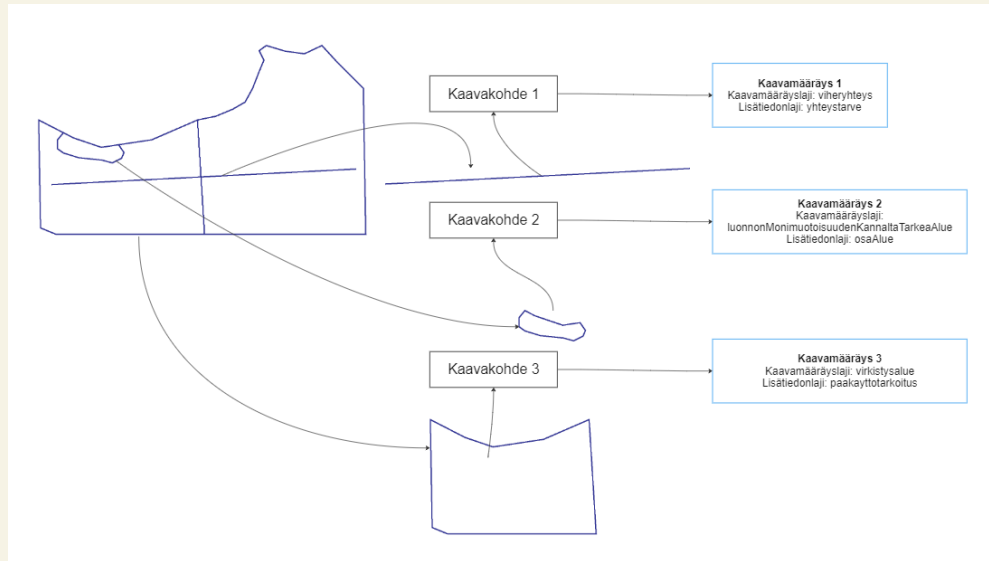 Kaavakohde 1
Kaavamääräys 1
Kaavamääräyslaji: viheryhteys
Lisätiedonlaji: yhteystarve
Kaavakohde 2
Kaavamääräys 2
Kaavamääräyslaji:
luonnonMonimuotoisuudenKannaltaTarkeaAlue
Lisätiedonlaji: osaAlue
Kaavakohde 3
Kaavamääräys 3
Kaavamääräyslaji: virkistysalue
Lisätiedonlaji: paakayttotarkoitus